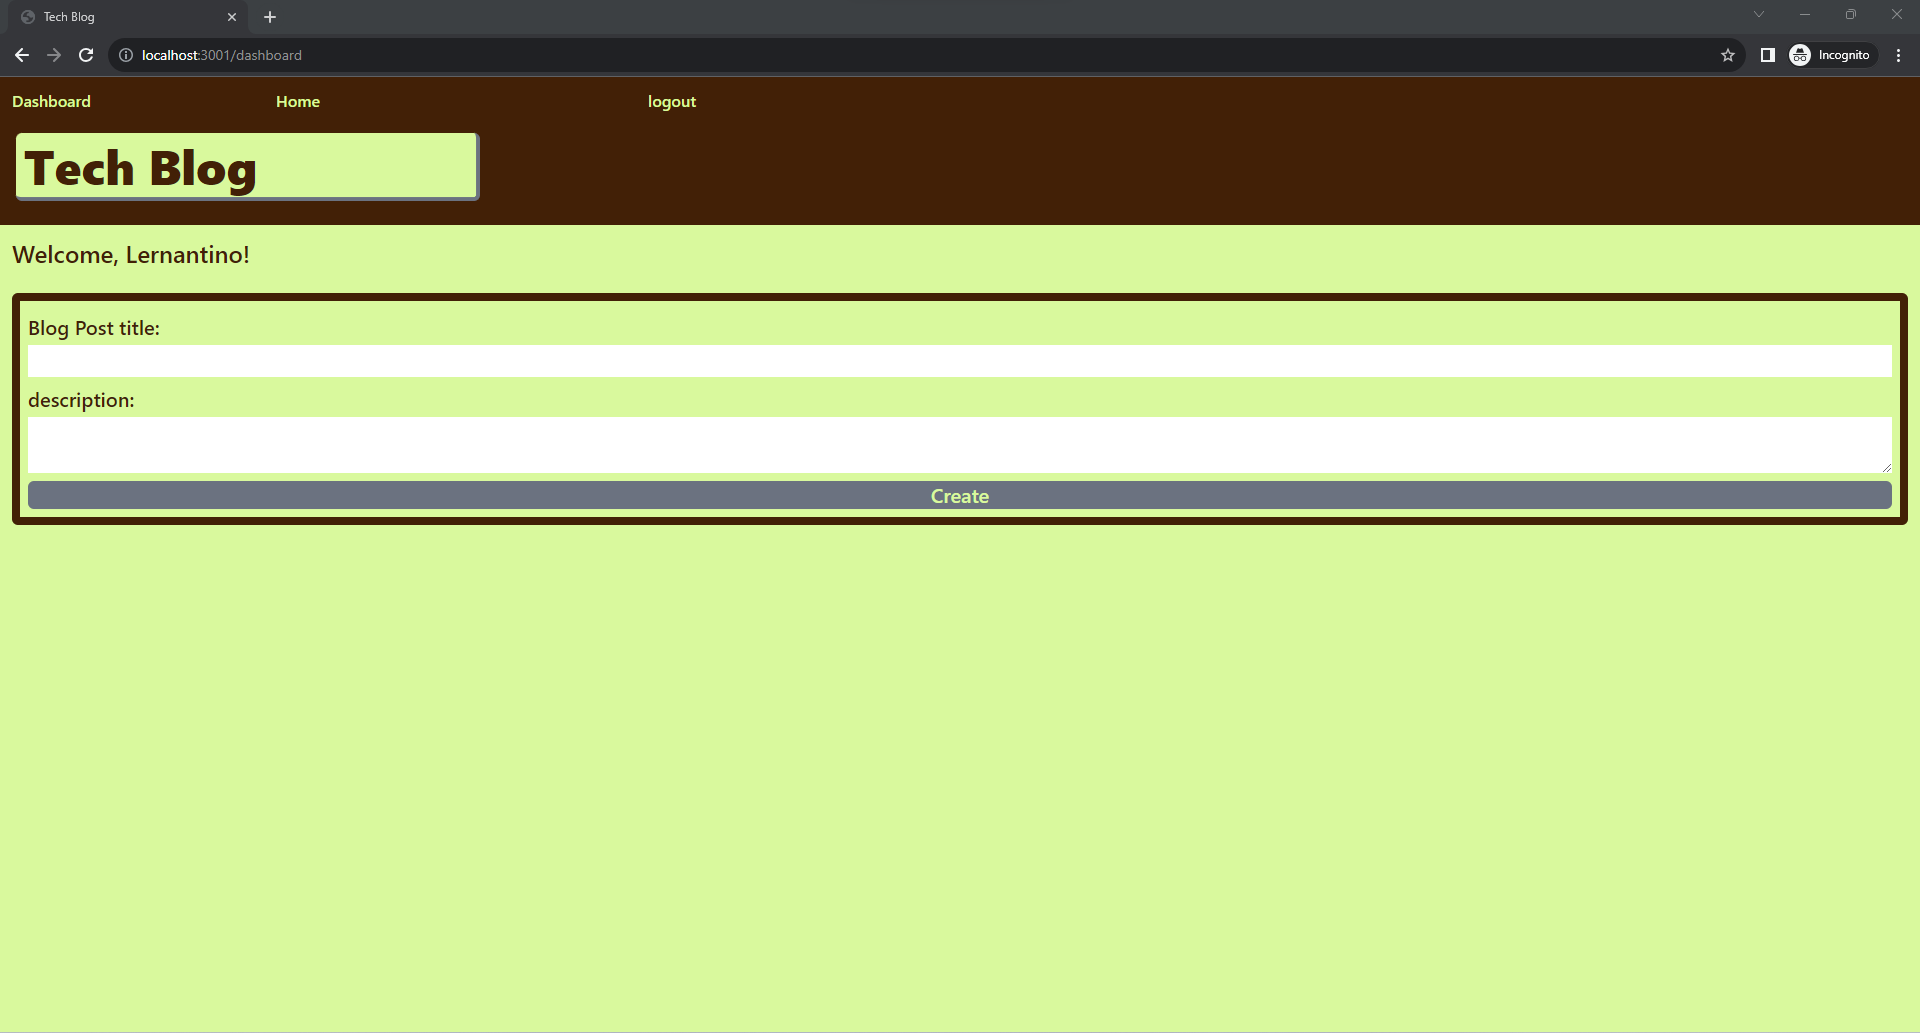 Tech Blog
localhost:3001/dashboard
Incognito
Dashboard Home logout
Tech Blog
Welcome, Lernantino!
Blog Post title:
description:
Create